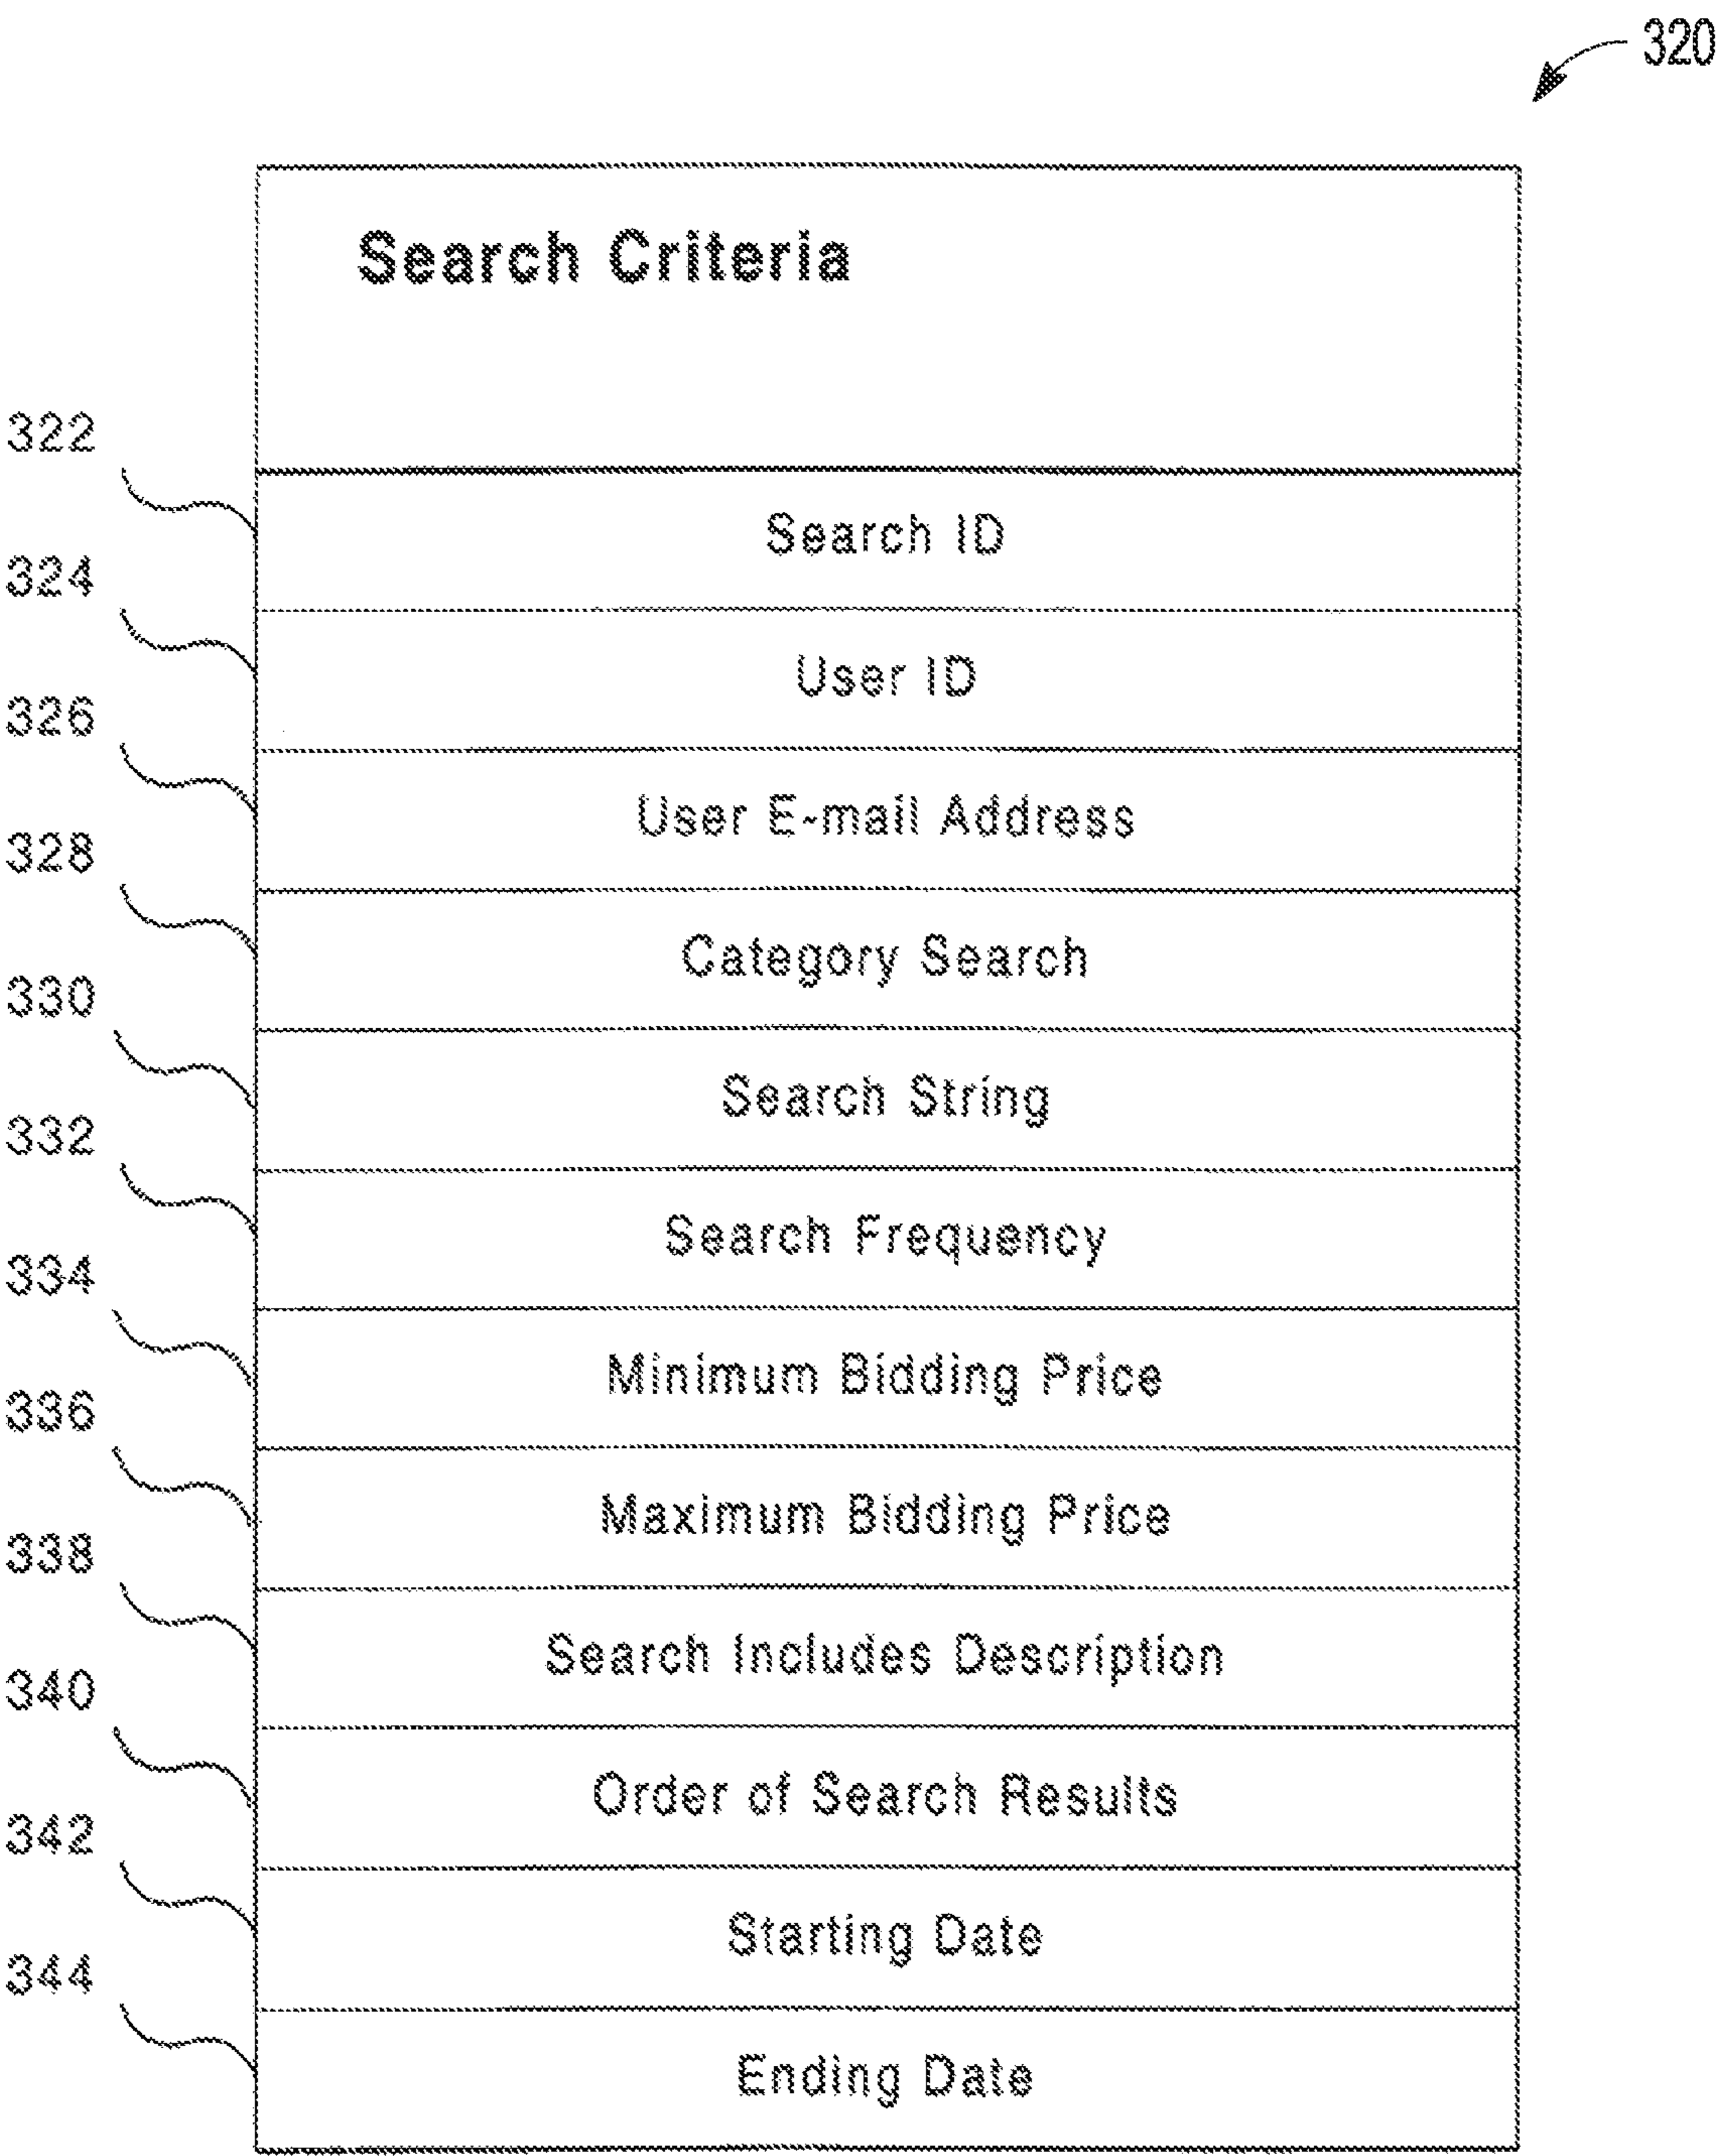 320
Search Criteria
322
Search ID
324
User ID
326
User E-mail Address
328
Category Search
330
Search String
332
Search Frequency
334
Minimum Bidding Price
336
Maximum Bidding Price
338
Search Includes Description
340
Order of Search Results
342
Starting Date
344
Ending Date